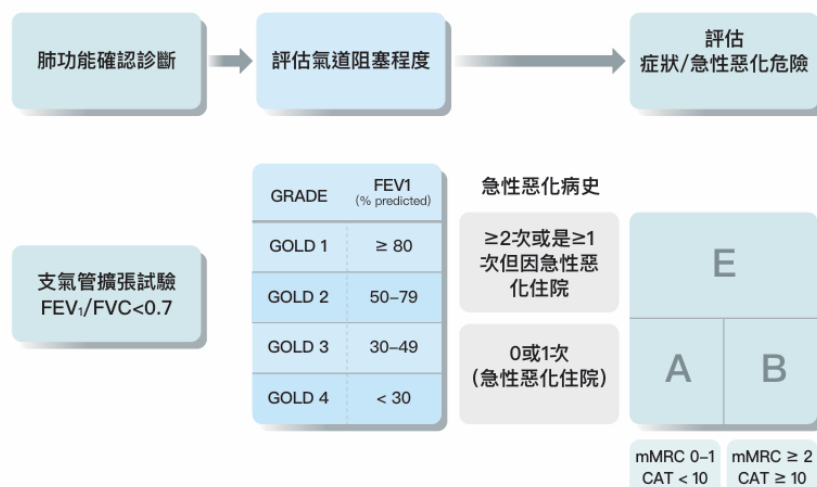 肺功能確認診斷
評估氣道阻塞程度
評估
症狀/急性惡化危險
支氣管擴張試驗
FEV₁/FVC<0.7
GRADE
FEV1
(% predicted)
GOLD 1
≥ 80
GOLD 2
50–79
GOLD 3
30–49
GOLD 4
< 30
急性惡化病史
≥2次或是≥1
次但因急性惡
化住院
0或1次
(急性惡化住院)
E
A
B
mMRC 0–1
CAT < 10
mMRC ≥ 2
CAT ≥ 10